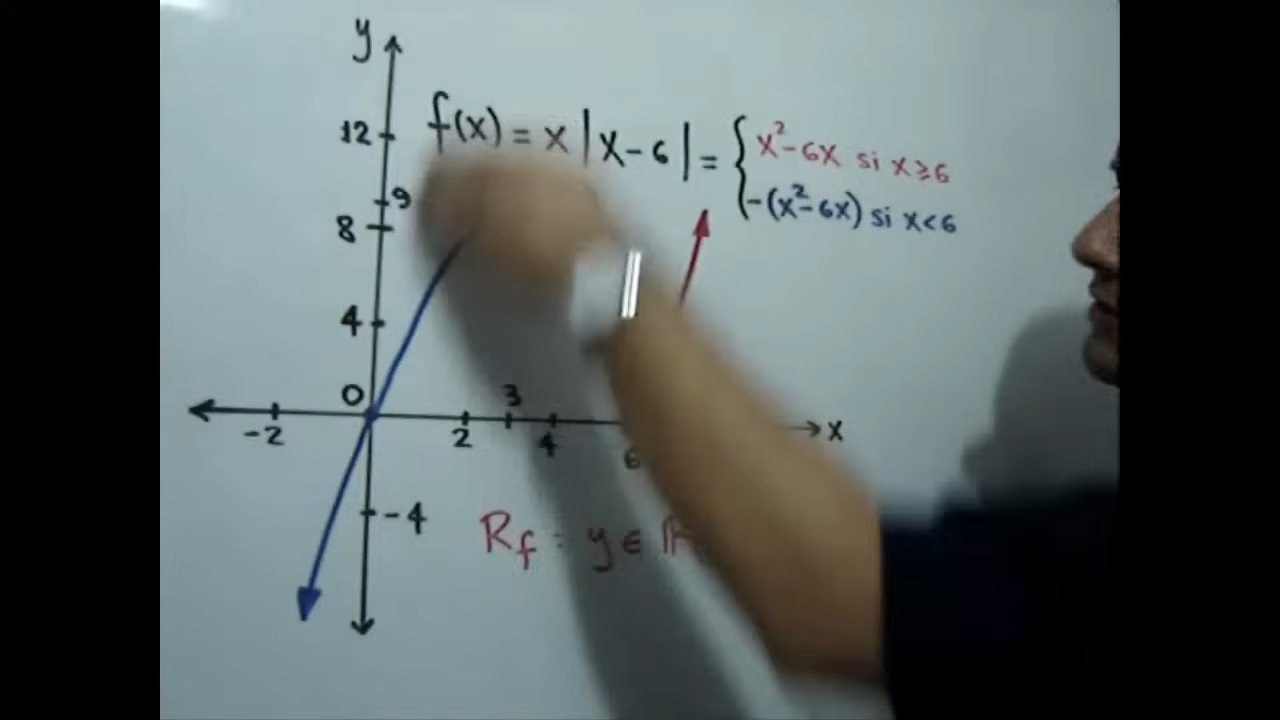 y
f(x) = x |x-6| = { x²-6x si x≥6
-(x²-6x) si x<6
12
9
8
4
0
3
-2
2
4
6
x
-4
R_f = y ∈ ℝ